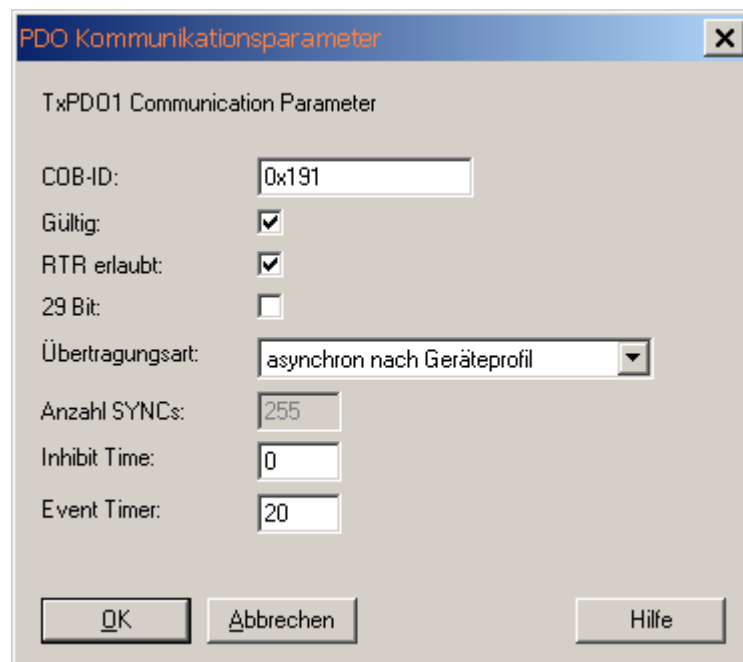 PDO Kommunikationsparameter
TxPDO1 Communication Parameter
COB-ID: 0x191
Gültig:
RTR erlaubt:
29 Bit:
Übertragungsart: asynchron nach Geräteprofil
Anzahl SYNCs: 255
Inhibit Time: 0
Event Timer: 20
OK Abbrechen Hilfe